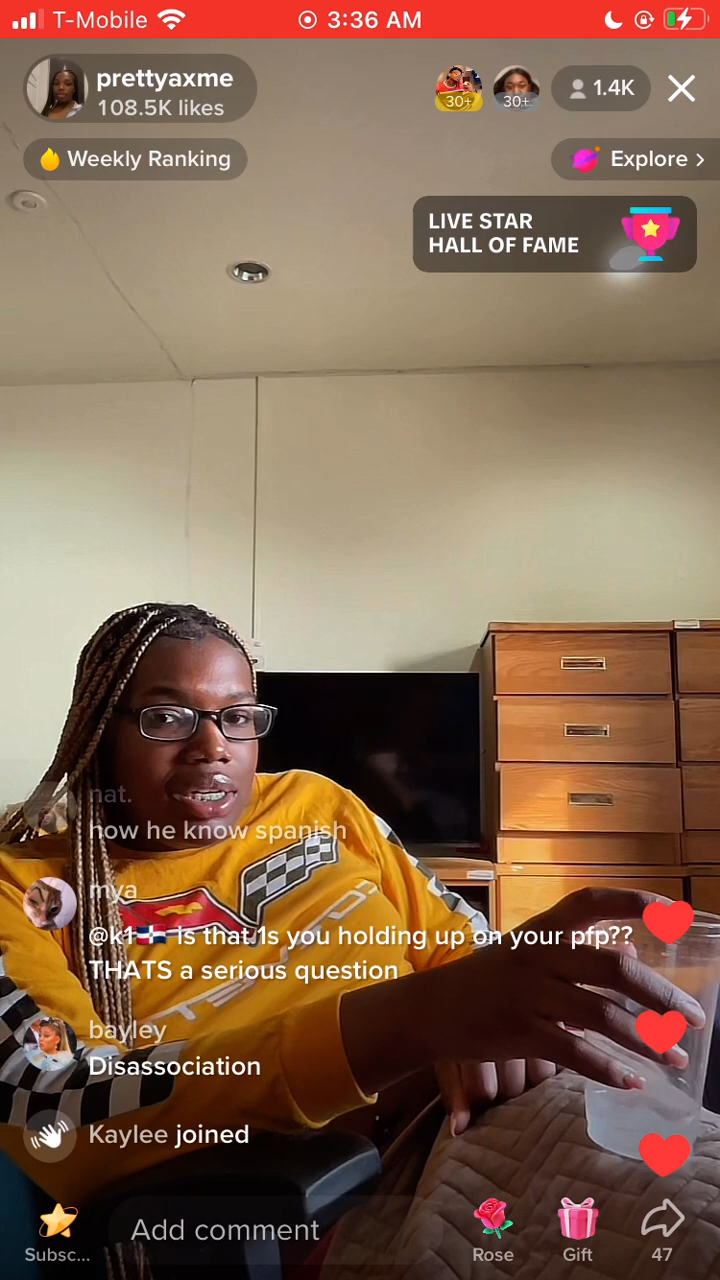 T-Mobile
3:36 AM
prettyaxme
108.5K likes
30+
30+
1.4K
Weekly Ranking
Explore >
LIVE STAR
HALL OF FAME
nat.
how he know spanish
mya
@k1🇩🇴 is that 1s you holding up on your pfp??
THATS a serious question
bayley
Disassociation
Kaylee joined
Add comment
Subsc...
Rose
Gift
47